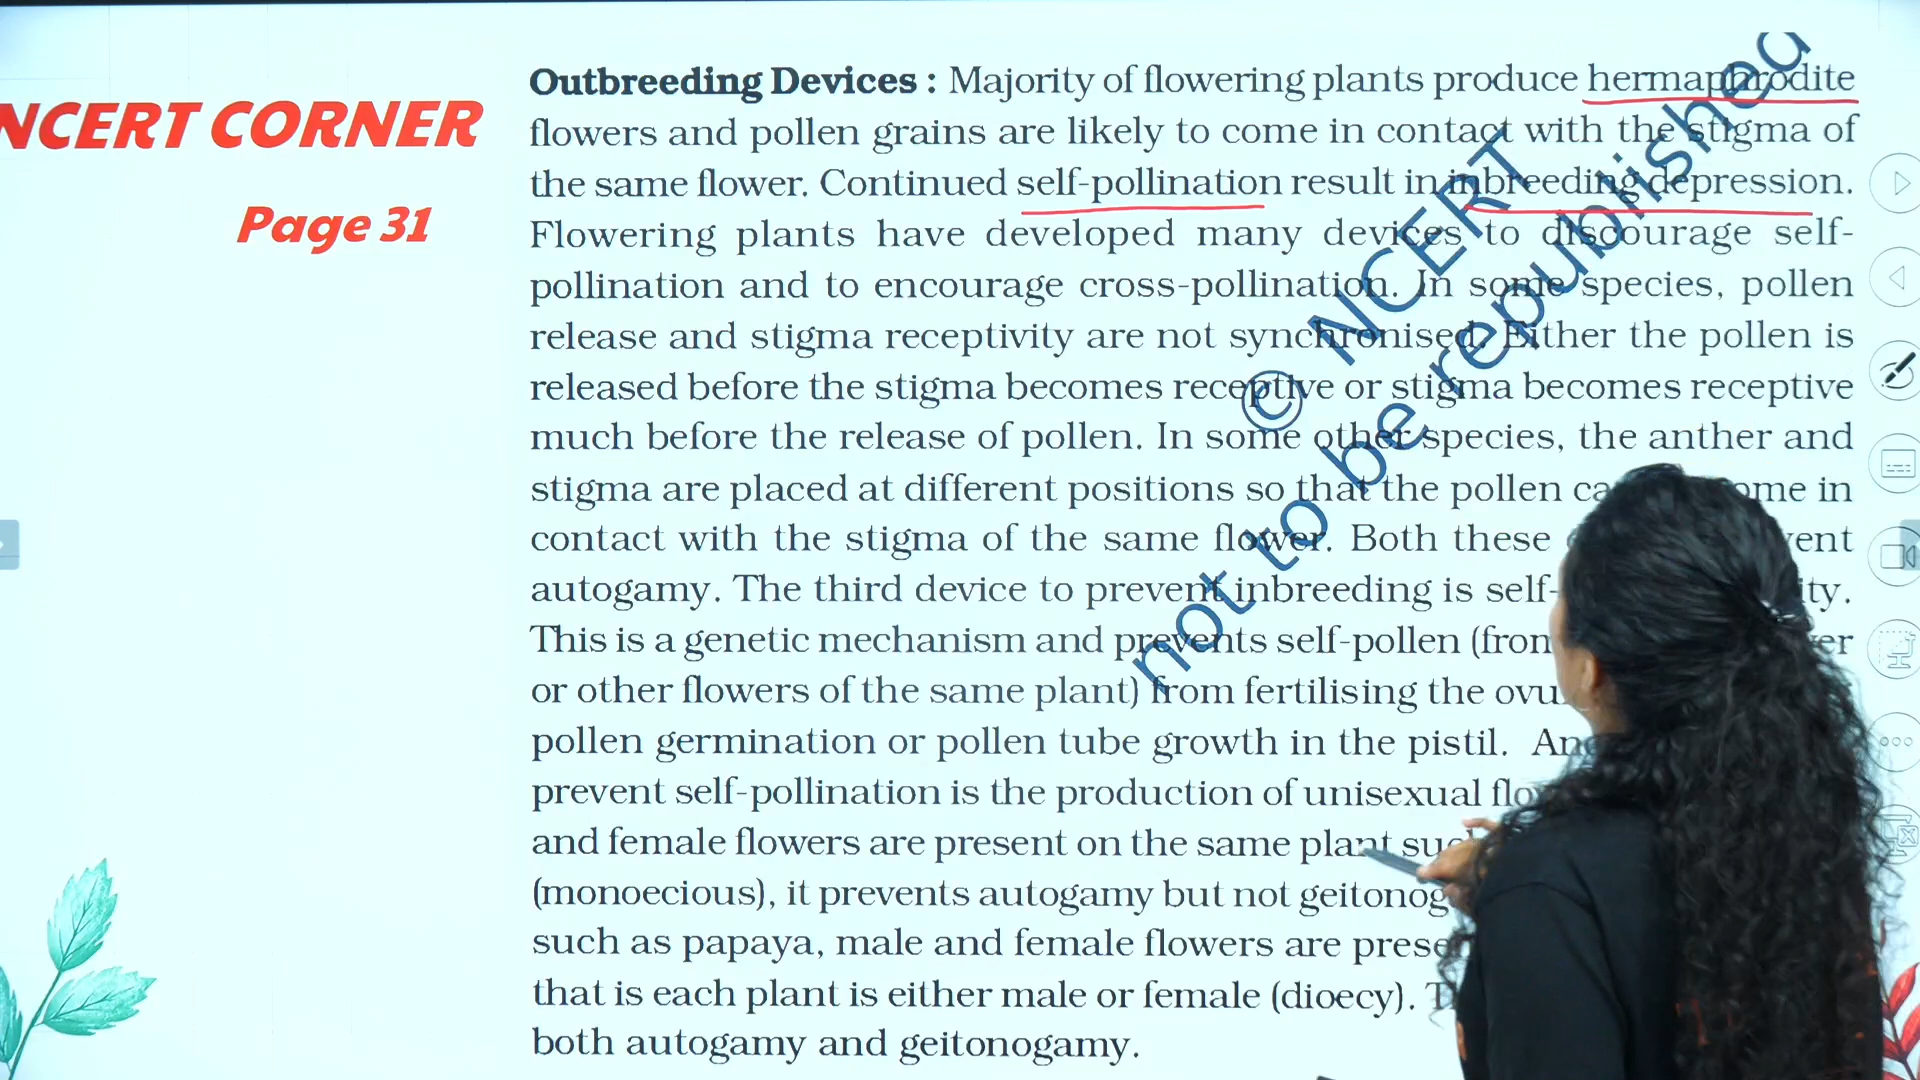 NCERT CORNER
Page 31
Outbreeding Devices : Majority of flowering plants produce hermaphrodite
flowers and pollen grains are likely to come in contact with the stigma of
the same flower. Continued self-pollination result in inbreeding depression.
Flowering plants have developed many devices to discourage self-
pollination and to encourage cross-pollination. In some species, pollen
release and stigma receptivity are not synchronised. Either the pollen is
released before the stigma becomes receptive or stigma becomes receptive
much before the release of pollen. In some other species, the anther and
stigma are placed at different positions so that the pollen come in
contact with the stigma of the same flower. Both these
autogamy. The third device to prevent inbreeding is self-
This is a genetic mechanism and prevents self-pollen (from
or other flowers of the same plant) from fertilising the
pollen germination or pollen tube growth in the pistil.
prevent self-pollination is the production of unisexual
and female flowers are present on the same plant
(monoecious), it prevents autogamy but not
such as papaya, male and female flowers are
that is each plant is either male or female (dioecy).
both autogamy and geitonogamy.
© NCERT
not to be republished